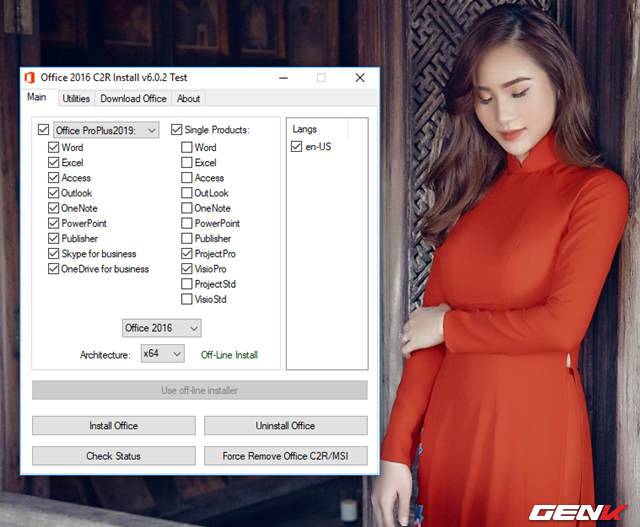 Office 2016 C2R Install v6.0.2 Test
Main Utilities Download Office About
Office ProPlus2019: Single Products: Langs
Word Word en-US
Excel Excel
Access Access
Outlook OutLook
OneNote OneNote
PowerPoint PowerPoint
Publisher Publisher
Skype for business ProjectPro
OneDrive for business VisioPro
ProjectStd
VisioStd
Office 2016
Architecture: x64 Off-Line Install
Use off-line installer
Install Office Uninstall Office
Check Status Force Remove Office C2R/MSI
GENK